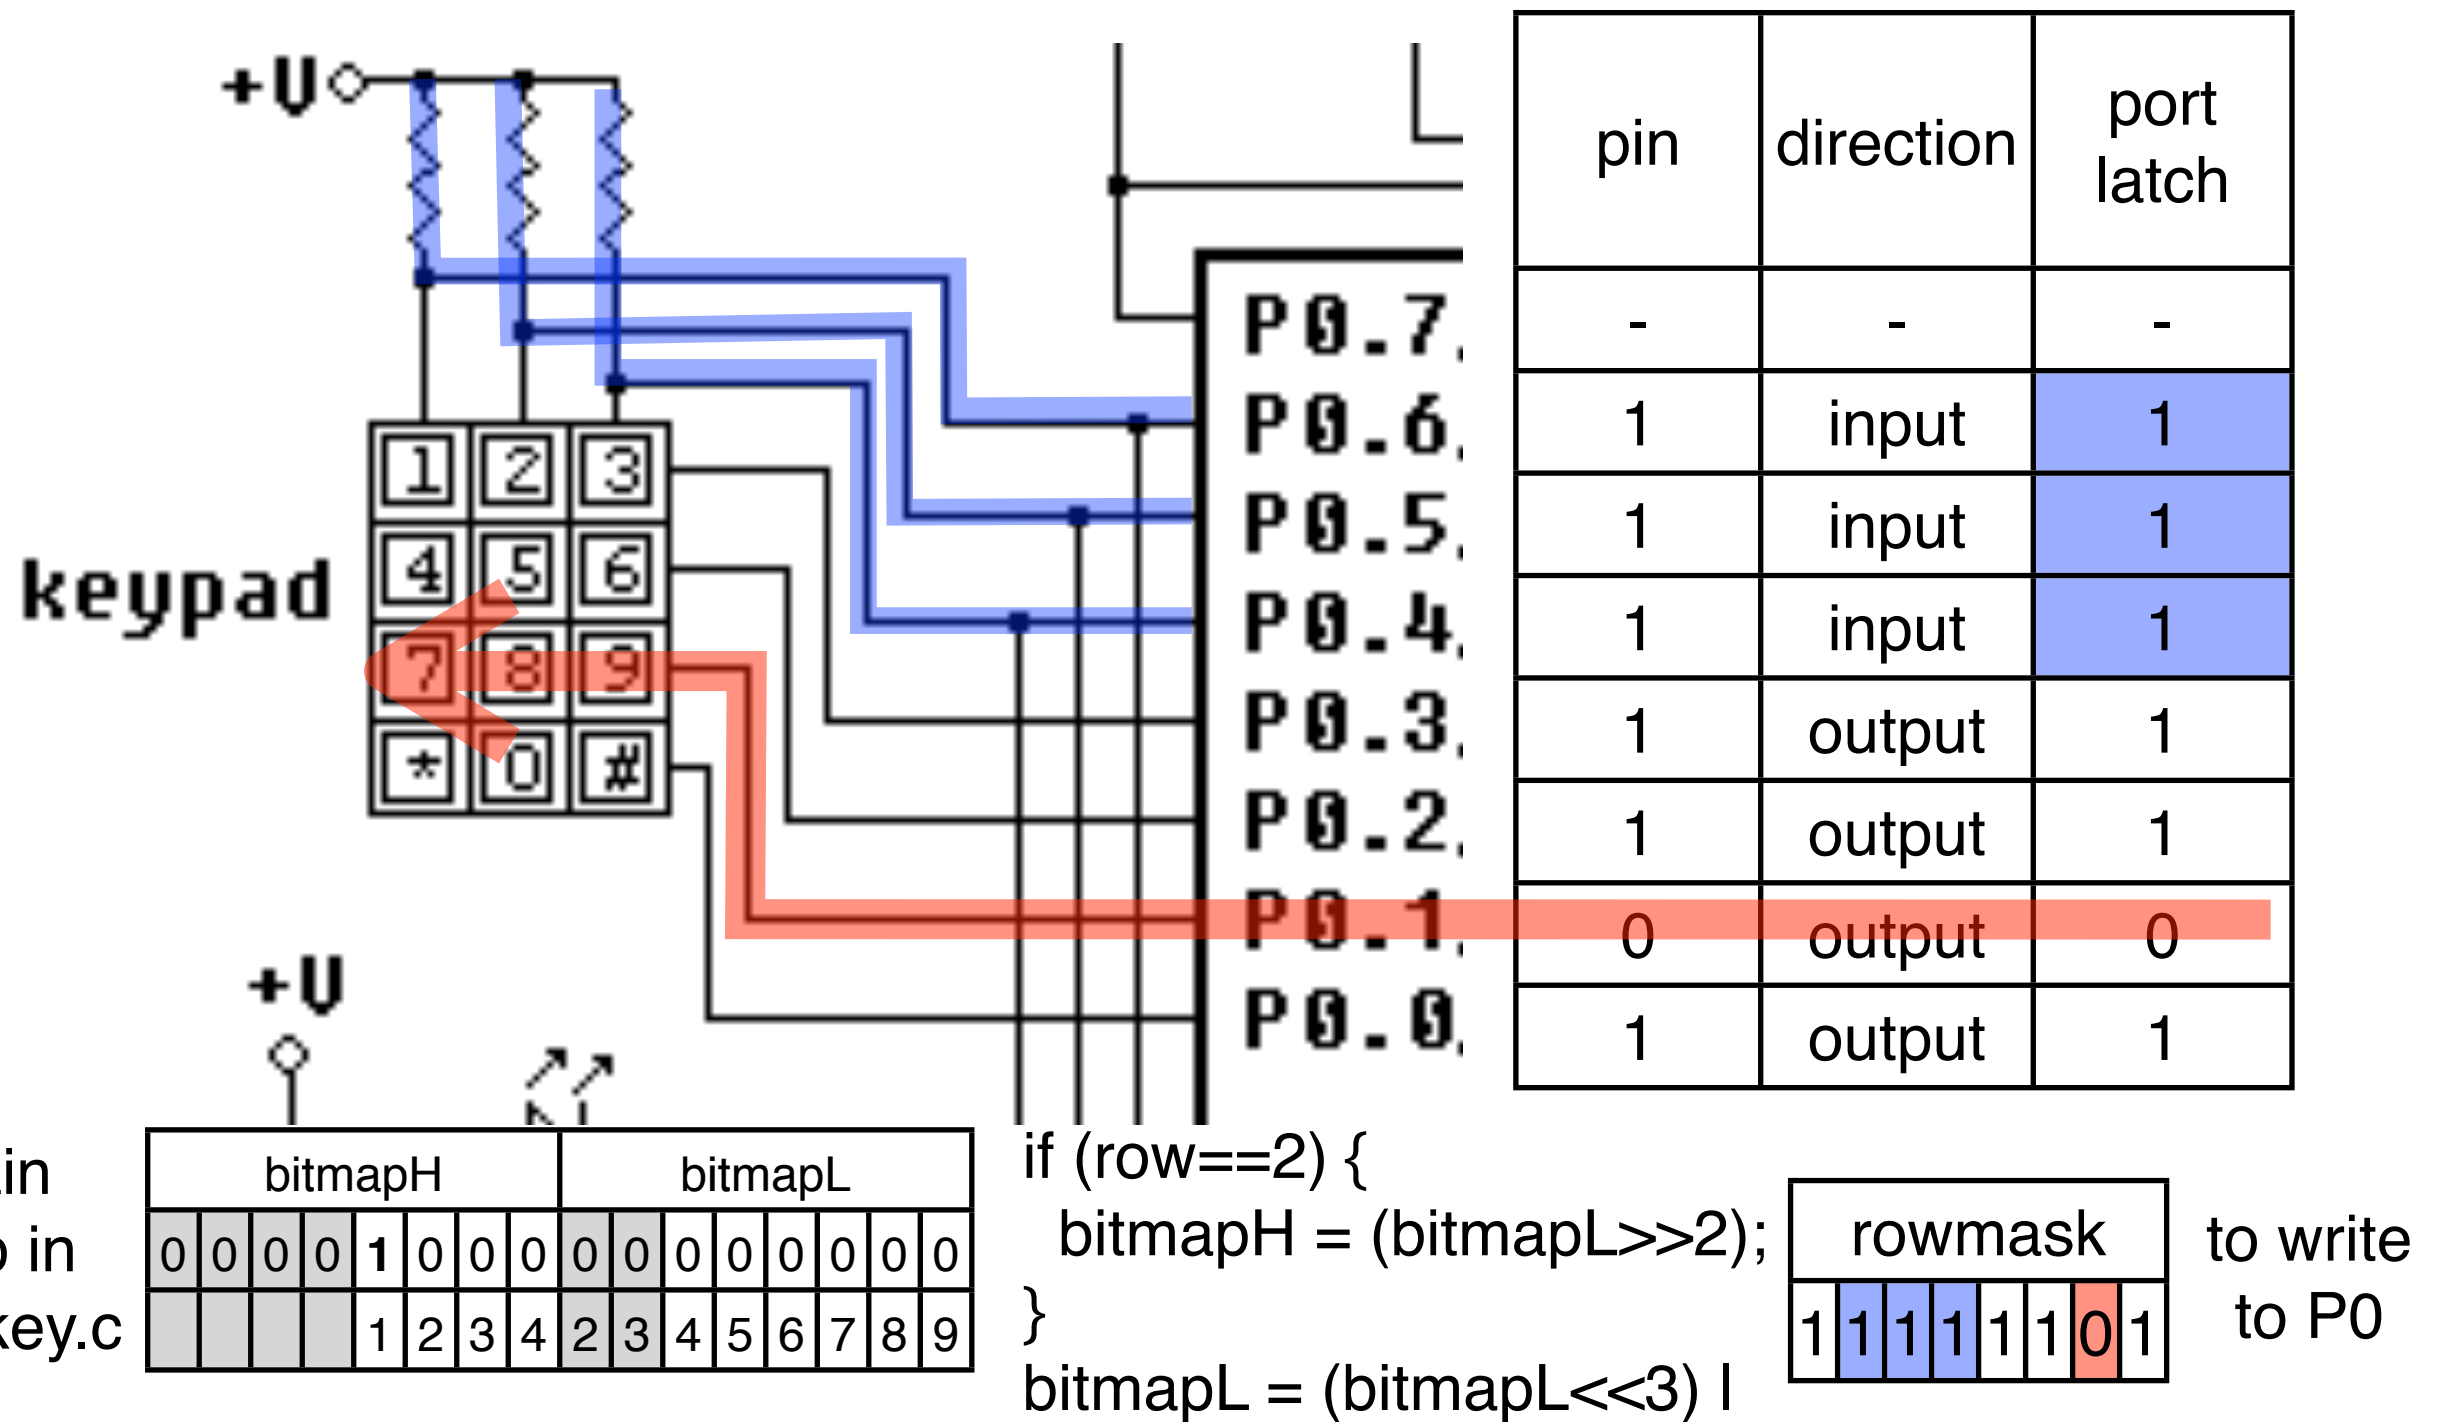 +V
keypad
1 2 3
4 5 6
7 8 9
* 0 #
+V
P0.7
P0.6
P0.5
P0.4
P0.3
P0.2
P0.1
P0.0
pin direction port latch
- - -
1 input 1
1 input 1
1 input 1
1 output 1
1 output 1
0 output 0
1 output 1
in
in
key.c
bitmapH bitmapL
0 0 0 0 1 0 0 0 0 0 0 0 0 0 0 0
1 2 3 4 2 3 4 5 6 7 8 9
if (row==2) {
bitmapH = (bitmapL>>2);
}
bitmapL = (bitmapL<<3) |
rowmask
1 1 1 1 1 1 0 1
to write
to P0